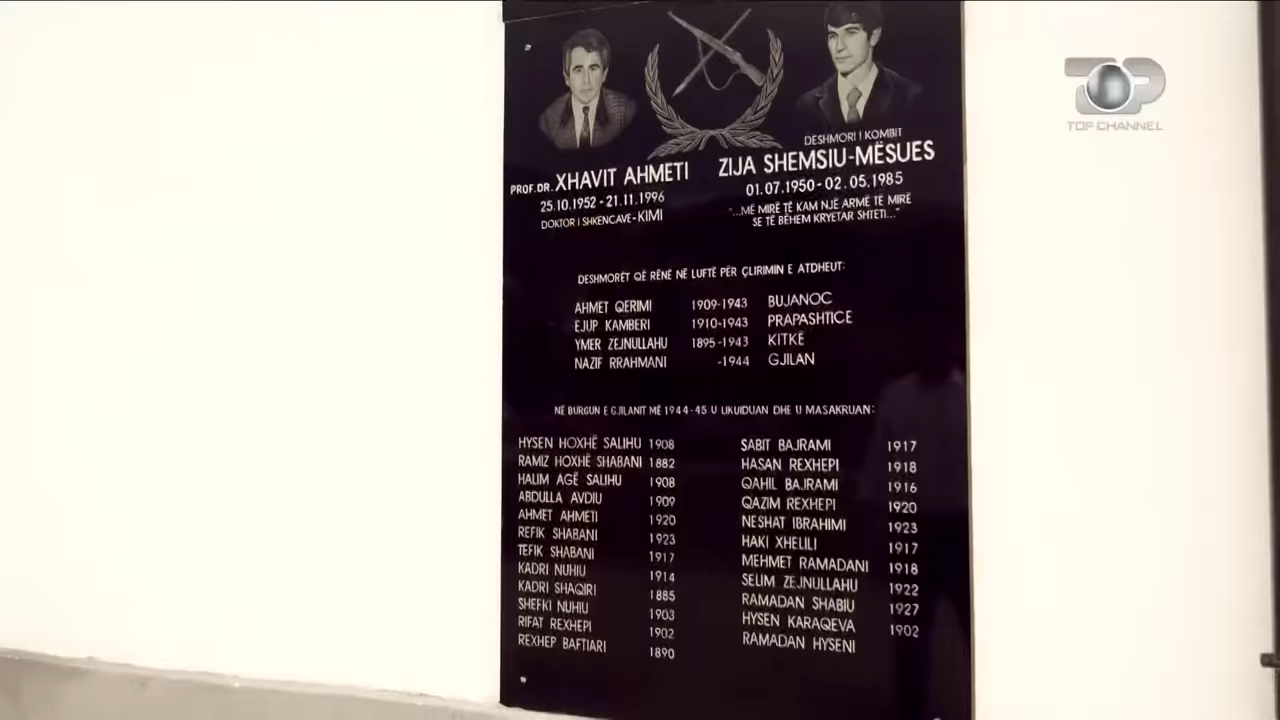 TOP CHANNEL
PROF. DR. XHAVIT AHMETI
25.10.1952 - 21.11.1996
DOKTOR I SHKENCAVE - KIMI
DESHMORI I KOMBIT
ZIJA SHEMSIU-MËSUES
01.07.1950 - 02.05.1985
"...MË MIRË TË KAM NJË ARMË TË MIRË
SE TË BËHEM KRYETAR SHTETI..."
DESHMORËT QË RËNË NË LUFTË PËR ÇLIRIMIN E ATDHEUT:
AHMET QERIMI 1909-1943 BUJANOC
EJUP KAMBERI 1910-1943 PRAPASHTICË
YMER ZEJNULLAHU 1895-1943 KITKË
NAZIF RRAHMANI -1944 GJILAN
NË BURGUN E GJILANIT MË 1944-45 U LIKUIDUAN DHE U MASAKRUAN:
HYSEN HOXHË SALIHU 1908
RAMIZ HOXHË SHABANI 1882
HALIM AGË SALIHU 1908
ABDULLA AVDIU 1909
AHMET AHMETI 1920
REFIK SHABANI 1923
TEFIK SHABANI 1917
KADRI NUHIU 1914
KADRI SHAQIRI 1885
SHEFKI NUHIU 1903
RIFAT REXHEPI 1902
REXHEP BAFTIARI 1890
SABIT BAJRAMI 1917
HASAN REXHEPI 1918
QAHIL BAJRAMI 1916
QAZIM REXHEPI 1920
NESHAT IBRAHIMI 1923
HAKI XHELILI 1917
MEHMET RAMADANI 1918
SELIM ZEJNULLAHU 1922
RAMADAN SHABIU 1927
HYSEN KARAQEVA 1902
RAMADAN HYSENI